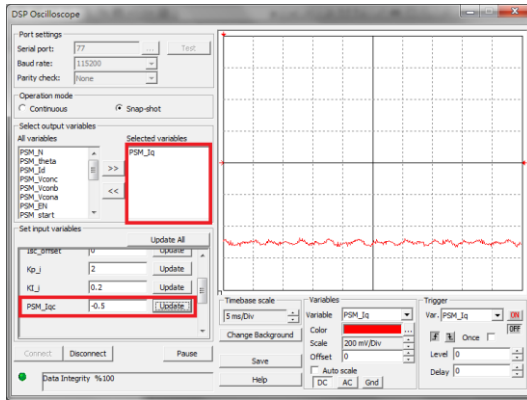 DSP Oscilloscope
Port settings
Serial port: 77 ... Test
Baud rate: 115200
Parity check: None
Operation mode
Continuous Snap-shot
Select output variables
All variables Selected variables
PSM_N
PSM_theta
PSM_Id
PSM_Vconc
PSM_Vconb
PSM_Vcona
PSM_EN
PSM start
>>
<<
PSM_Iq
Set input variables
Update All
Isc_offset 0 Update
Kp_i 2 Update
KI_i 0.2 Update
PSM_Iqc -0.5 Update
Connect Disconnect Pause
Data Integrity %100
Timebase scale
5 ms/Div
Change Background
Save
Help
Variables
Variable PSM_Iq
Color ...
Scale 200 mV/Div
Offset 0
Auto scale
DC AC Gnd
Trigger
Var. PSM_Iq ON
OFF
Once
Level 0
Delay 0